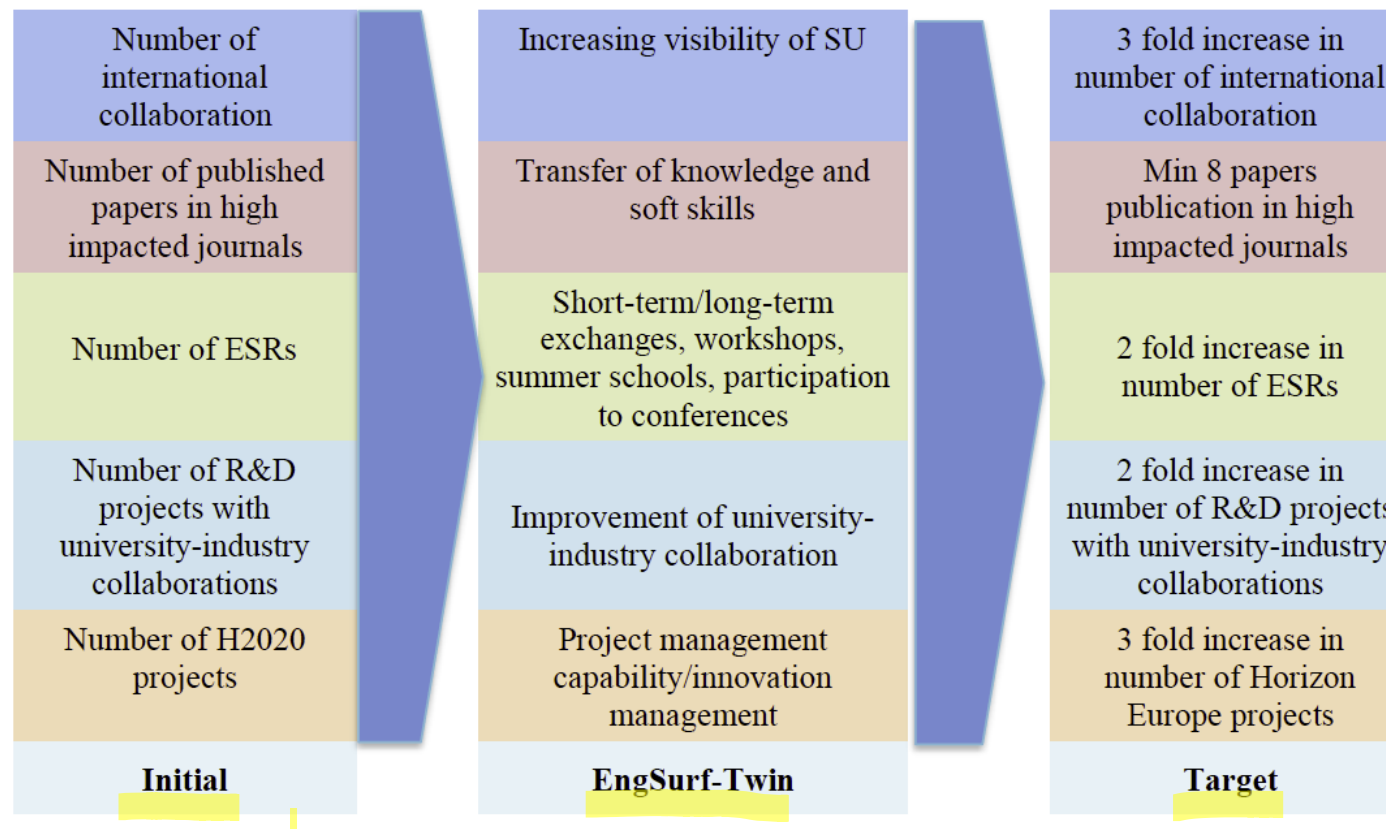 Number of
international
collaboration
Increasing visibility of SU
3 fold increase in
number of international
collaboration
Number of published
papers in high
impacted journals
Transfer of knowledge and
soft skills
Min 8 papers
publication in high
impacted journals
Number of ESRs
Short-term/long-term
exchanges, workshops,
summer schools, participation
to conferences
2 fold increase in
number of ESRs
Number of R&D
projects with
university-industry
collaborations
Improvement of university-
industry collaboration
2 fold increase in
number of R&D projects
with university-industry
collaborations
Number of H2020
projects
Project management
capability/innovation
management
3 fold increase in
number of Horizon
Europe projects
Initial
EngSurf-Twin
Target